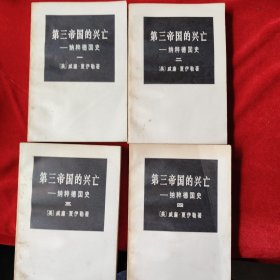 第三帝国的兴亡
——纳粹德国史
一
(美)威廉·夏伊勒著
第三帝国的兴亡
——纳粹德国史
二
(美)威廉·夏伊勒著
第三帝国的兴亡
——纳粹德国史
三
(美)威廉·夏伊勒著
第三帝国的兴亡
——纳粹德国史
四
(美)威廉·夏伊勒著